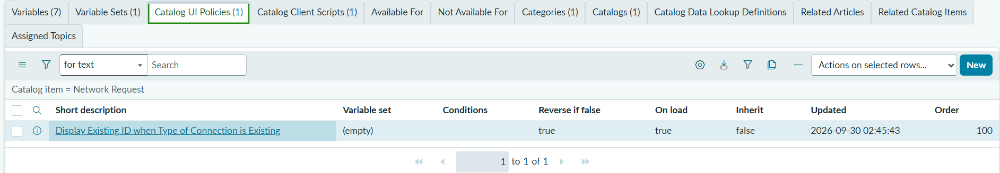 Variables (7) Variable Sets (1) Catalog UI Policies (1) Catalog Client Scripts (1) Available For Not Available For Categories (1) Catalogs (1) Catalog Data Lookup Definitions Related Articles Related Catalog Items
Assigned Topics
for text Search Actions on selected rows... New
Catalog item = Network Request
Short description Variable set Conditions Reverse if false On load Inherit Updated Order
Display Existing ID when Type of Connection is Existing (empty) true true false 2026-09-30 02:45:43 100
1 to 1 of 1